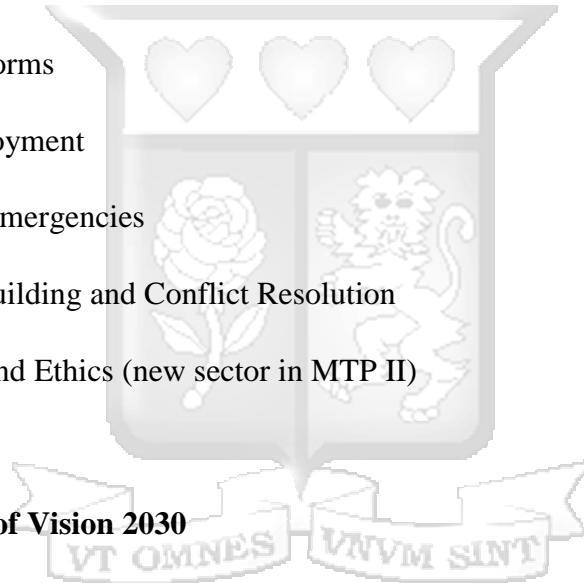 orms
oyment
mergencies
uilding and Conflict Resolution
nd Ethics (new sector in MTP II)
of Vision 2030
VT OMNES VNVM SINT